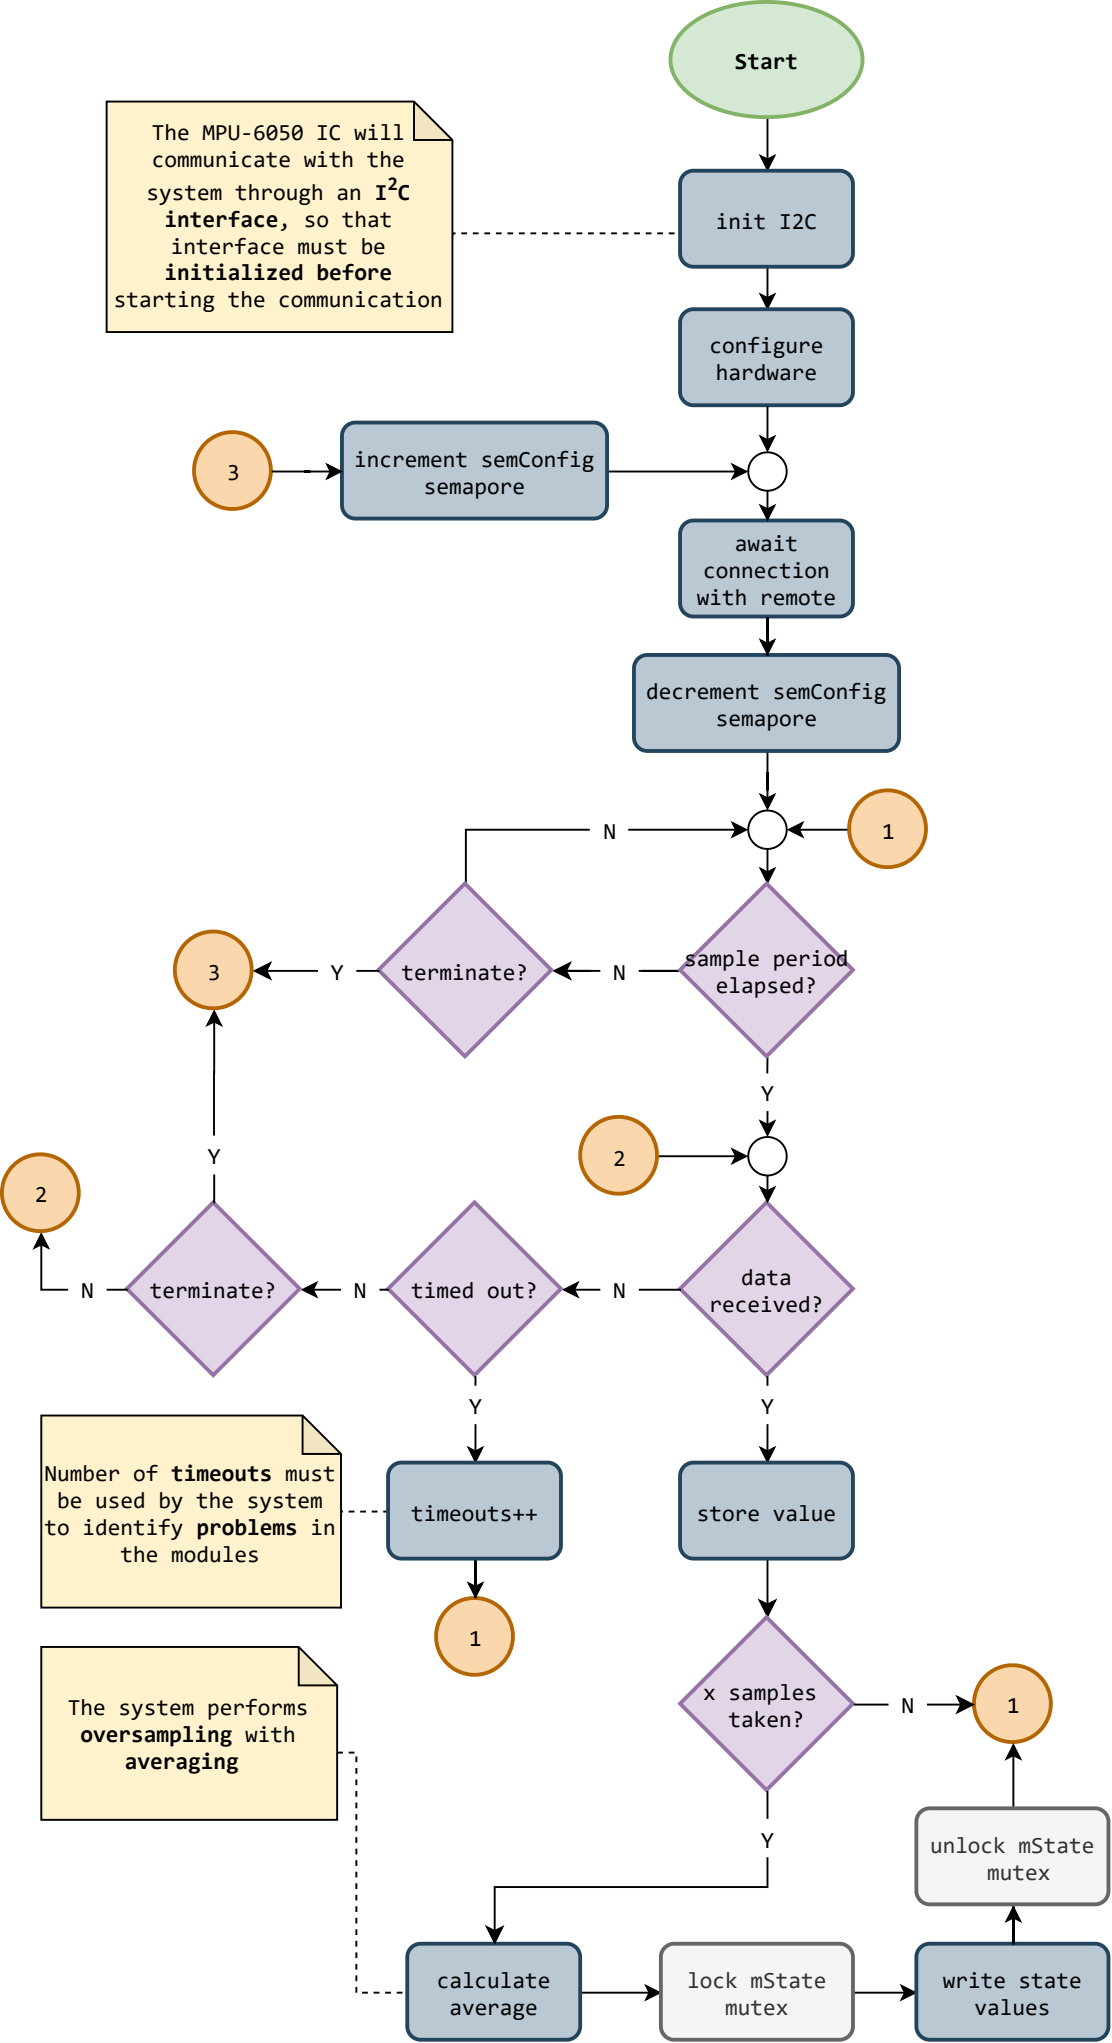 Start
The MPU-6050 IC will
communicate with the
system through an I²C
interface, so that
interface must be
initialized before
starting the communication
init I2C
configure
hardware
3
increment semConfig
semapore
await
connection
with remote
decrement semConfig
semapore
N
1
3
Y
terminate?
N
sample period
elapsed?
Y
Y
2
2
N
terminate?
N
timed out?
N
data
received?
Y
Y
Number of timeouts must
be used by the system
to identify problems in
the modules
timeouts++
store value
1
The system performs
oversampling with
averaging
x samples
taken?
N
1
Y
unlock mState
mutex
calculate
average
lock mState
mutex
write state
values